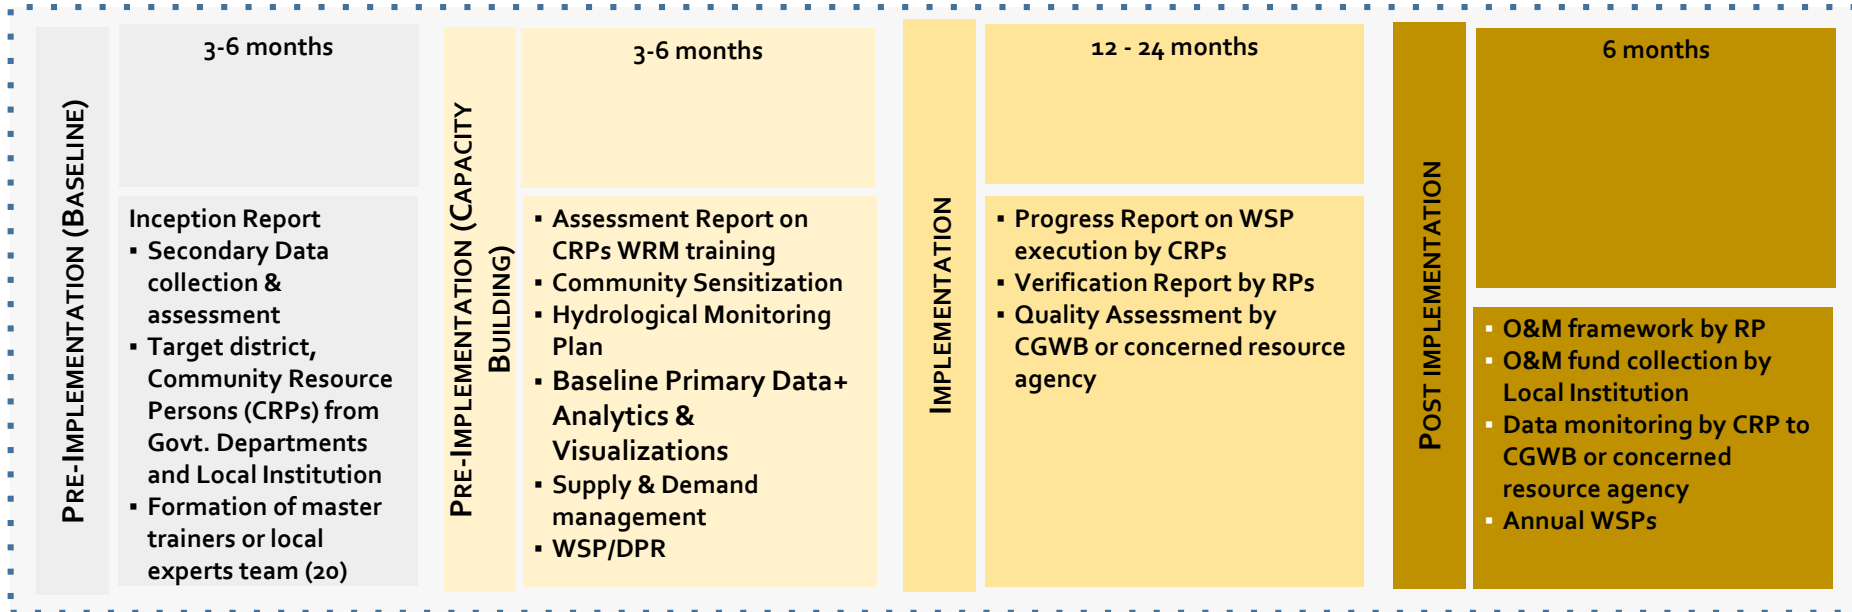 PRE-IMPLEMENTATION (BASELINE)
3-6 months
Inception Report
▪ Secondary Data
collection &
assessment
▪ Target district,
Community Resource
Persons (CRPs) from
Govt. Departments
and Local Institution
▪ Formation of master
trainers or local
experts team (20)
PRE-IMPLEMENTATION (CAPACITY
BUILDING)
3-6 months
▪ Assessment Report on
CRPs WRM training
▪ Community Sensitization
▪ Hydrological Monitoring
Plan
▪ Baseline Primary Data+
Analytics &
Visualizations
▪ Supply & Demand
management
▪ WSP/DPR
IMPLEMENTATION
12 - 24 months
▪ Progress Report on WSP
execution by CRPs
▪ Verification Report by RPs
▪ Quality Assessment by
CGWB or concerned resource
agency
POST IMPLEMENTATION
6 months
▪ O&M framework by RP
▪ O&M fund collection by
Local Institution
▪ Data monitoring by CRP to
CGWB or concerned
resource agency
▪ Annual WSPs